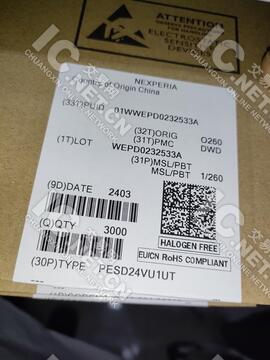 ATTENTION
NEXPERIA
Country of Origin China
(33T)PUID 01WWEPD0232533A
(32T)ORIG O260
(31T)PMC DWD
(1T)LOT WEPD0232533A
(31P)MSL/PBT
MSL/PBT 1/260
(9D)DATE 2403
(Q)QTY 3000
HALOGEN FREE
EU/CN RoHS COMPLIANT
(30P)TYPE PESD24VU1UT